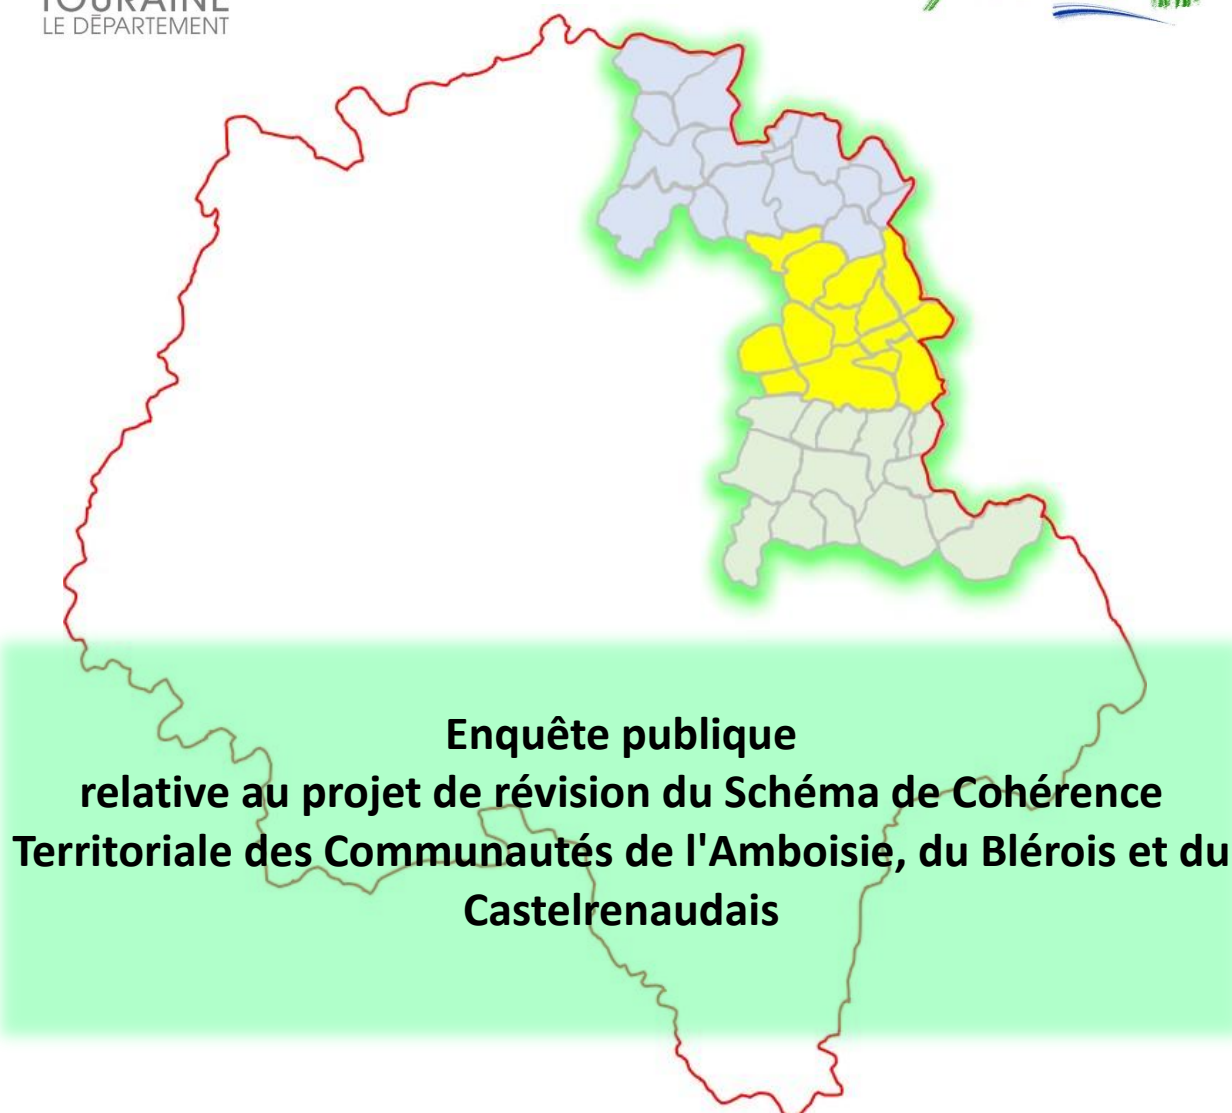 TOURAINE
LE DÉPARTEMENT
Enquête publique
relative au projet de révision du Schéma de Cohérence
Territoriale des Communautés de l'Amboisie, du Blérois et du
Castelrenaudais